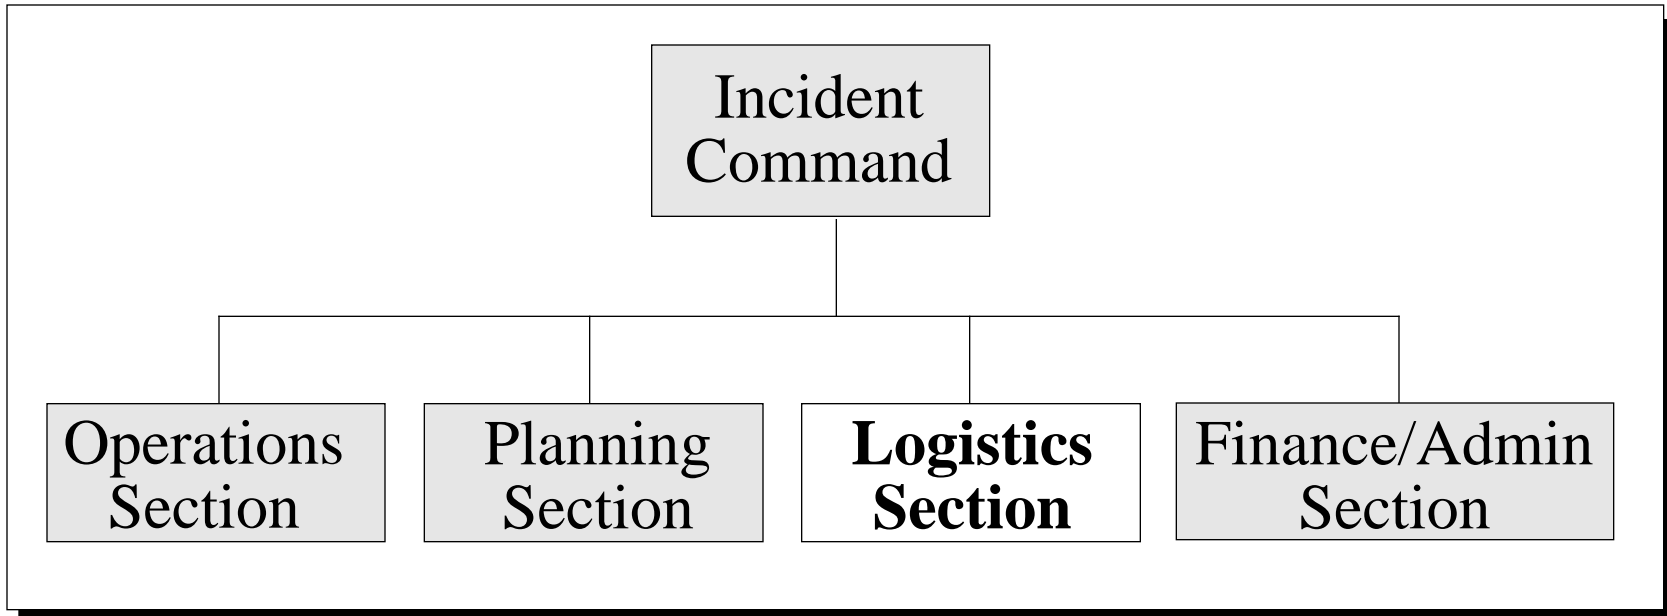 Incident
Command
Operations
Section
Planning
Section
Logistics
Section
Finance/Admin
Section